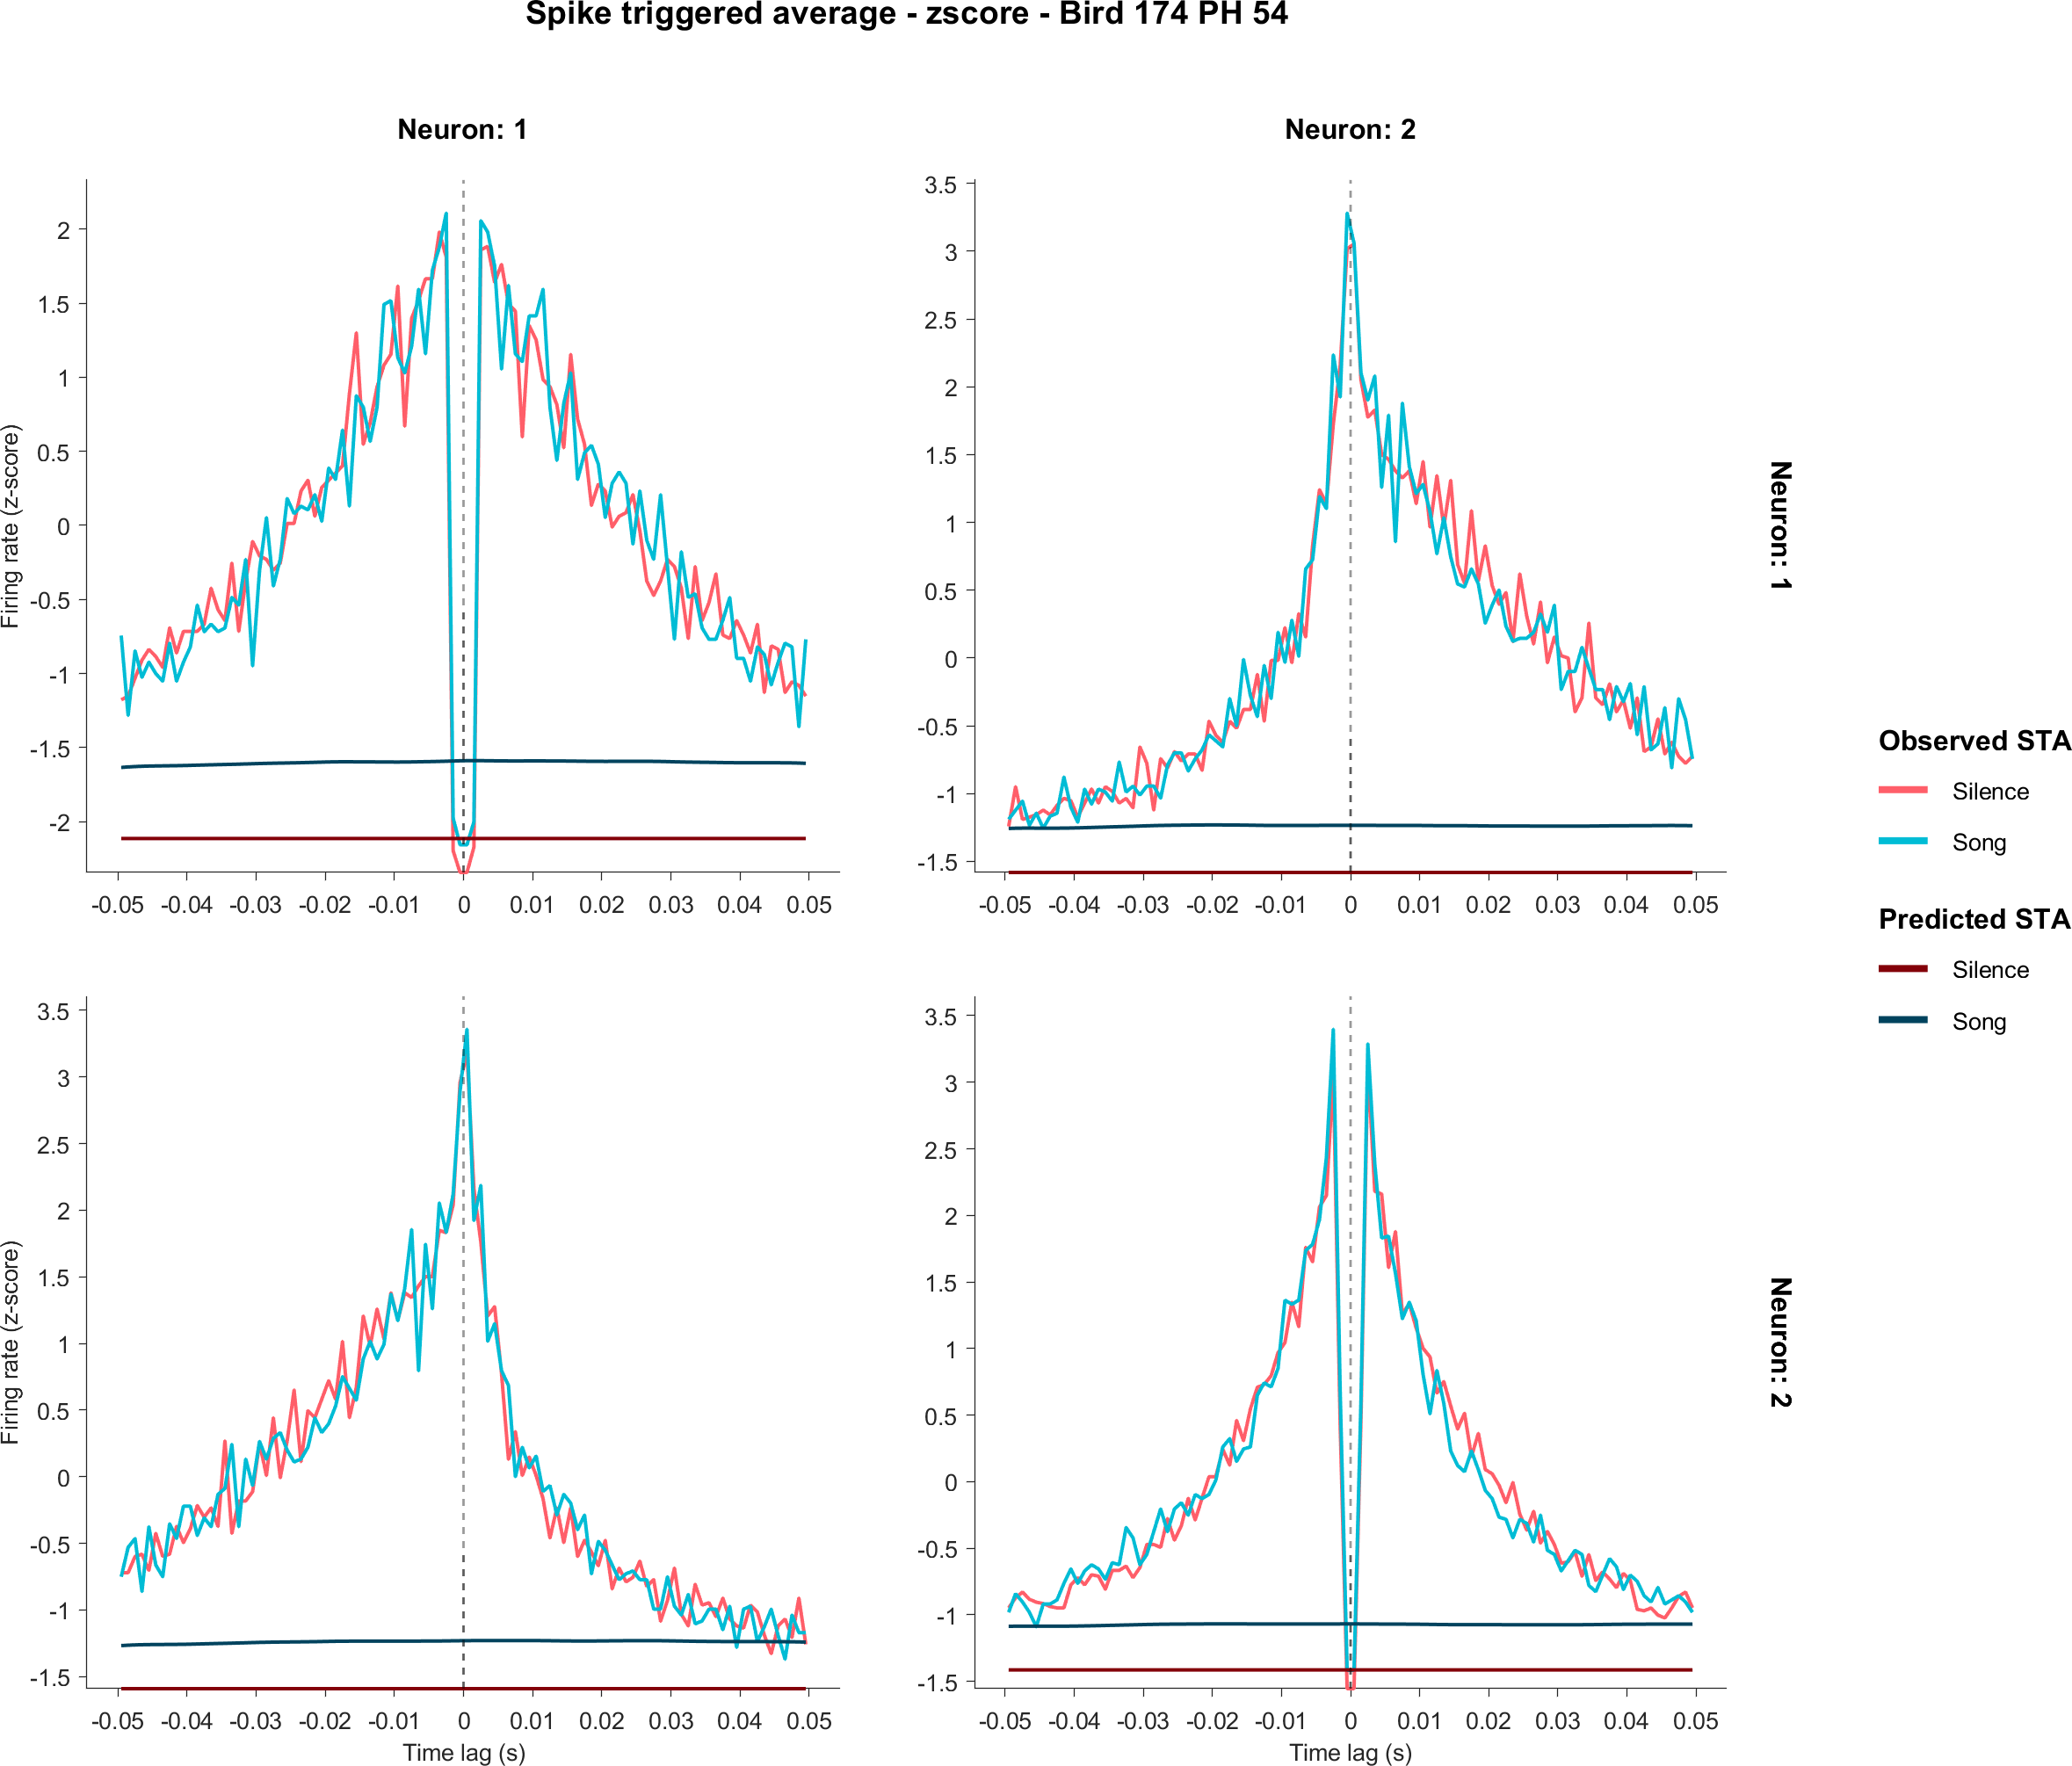 Spike triggered average - zscore - Bird 174 PH 54
Neuron: 1
Neuron: 2
Firing rate (z-score)
2
1.5
1
0.5
0
-0.5
-1
-1.5
-2
-0.05 -0.04 -0.03 -0.02 -0.01 0 0.01 0.02 0.03 0.04 0.05
3.5
3
2.5
2
1.5
1
0.5
0
-0.5
-1
-1.5
-0.05 -0.04 -0.03 -0.02 -0.01 0 0.01 0.02 0.03 0.04 0.05
Neuron: 1
Observed STA
Silence
Song
Predicted STA
Silence
Song
Firing rate (z-score)
3.5
3
2.5
2
1.5
1
0.5
0
-0.5
-1
-1.5
-0.05 -0.04 -0.03 -0.02 -0.01 0 0.01 0.02 0.03 0.04 0.05
Time lag (s)
3.5
3
2.5
2
1.5
1
0.5
0
-0.5
-1
-1.5
-0.05 -0.04 -0.03 -0.02 -0.01 0 0.01 0.02 0.03 0.04 0.05
Time lag (s)
Neuron: 2